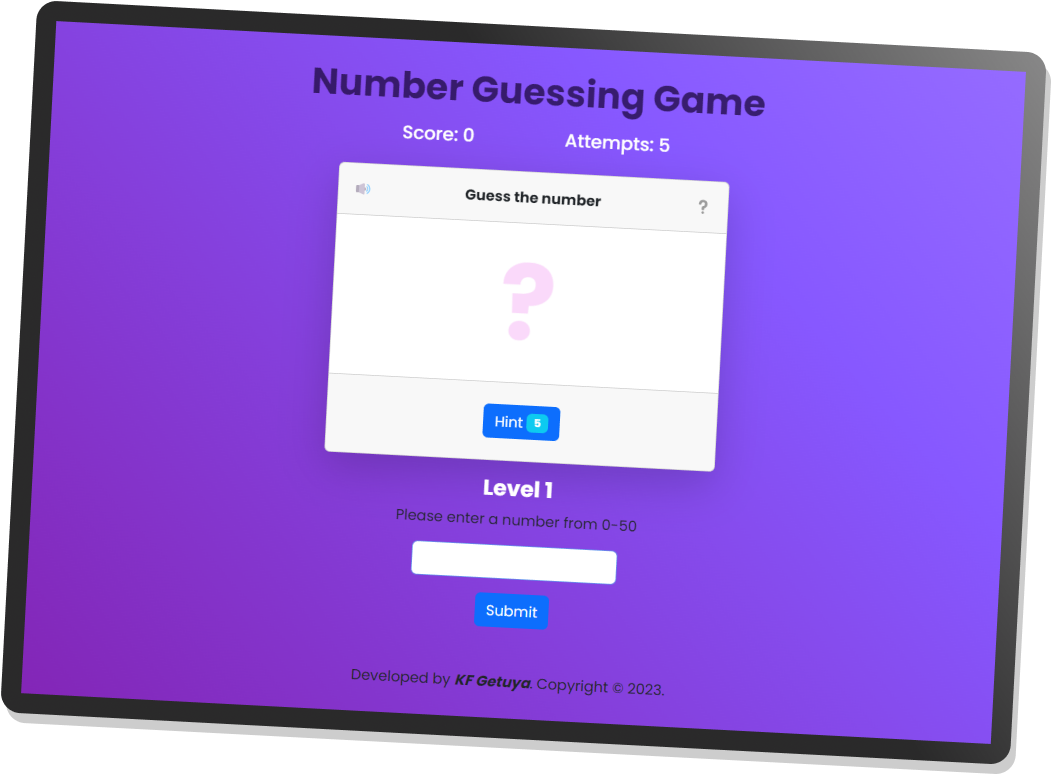 Number Guessing Game
Score: 0 Attempts: 5
Guess the number ?
?
Hint 5
Level 1
Please enter a number from 0-50
Submit
Developed by KF Getuya. Copyright © 2023.